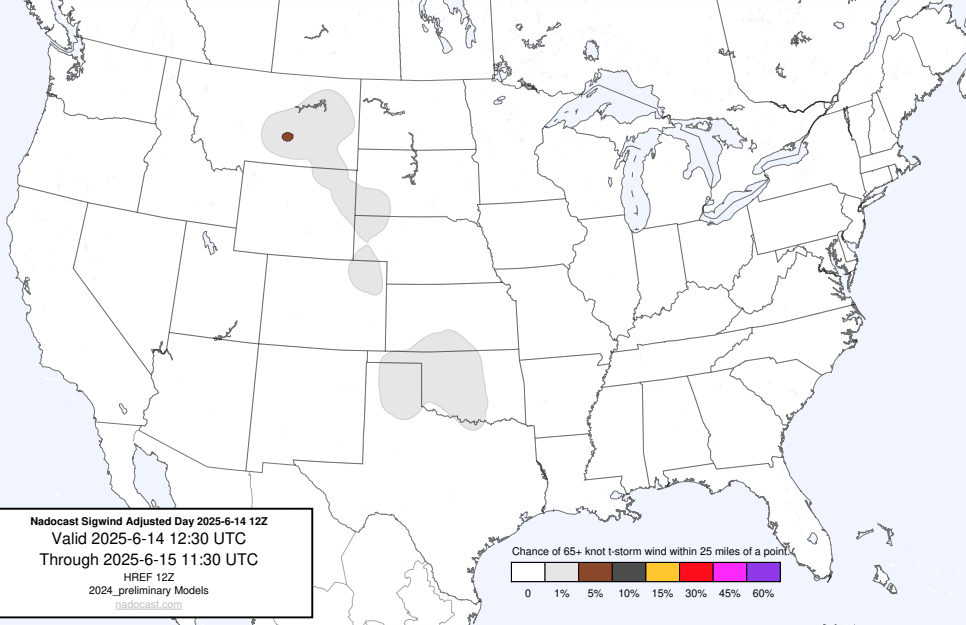 Nadocast Sigwind Adjusted Day 2025-6-14 12Z
Valid 2025-6-14 12:30 UTC
Through 2025-6-15 11:30 UTC
HREF 12Z
2024_preliminary Models
nadocast.com
Chance of 65+ knot t-storm wind within 25 miles of a point.
0 1% 5% 10% 15% 30% 45% 60%